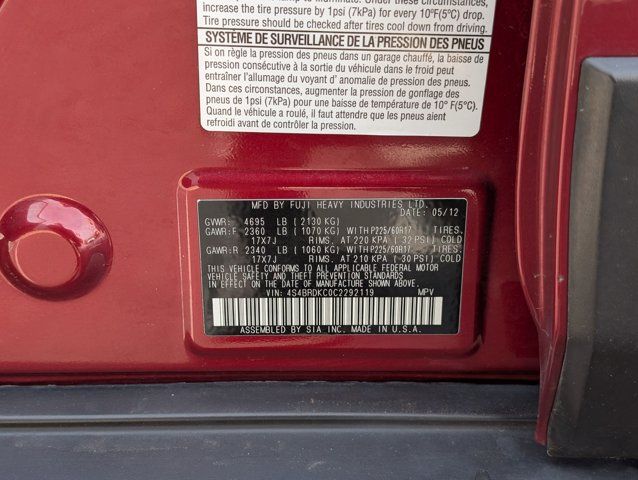 increase the tire pressure by 1psi (7kPa) for every 10°F(5°C) drop.
Tire pressure should be checked after tires cool down from driving.
SYSTÈME DE SURVEILLANCE DE LA PRESSION DES PNEUS
Si on règle la pression des pneus dans un garage chauffé, la baisse de
pression consécutive à la sortie du véhicule dans le froid peut
entraîner l'allumage du voyant d' anomalie de pression des pneus.
Dans ces circonstances, augmenter la pression de gonflage des
pneus de 1psi (7kPa) pour une baisse de température de 10° F(5°C).
Quand le véhicule a roulé, il faut attendre que les pneus aient
refroidi avant de contrôler la pression.
MFD BY FUJI HEAVY INDUSTRIES LTD.
DATE: 05/12
GVWR: 4695 LB ( 2130 KG)
GAWR:F: 2360 LB ( 1070 KG) WITH P225/60R17 TIRES.
17X7J RIMS. AT 220 KPA ( 32 PSI) COLD
GAWR:R: 2340 LB ( 1060 KG) WITH P225/60R17 TIRES.
17X7J RIMS. AT 210 KPA ( 30 PSI) COLD
THIS VEHICLE CONFORMS TO ALL APPLICABLE FEDERAL MOTOR
VEHICLE SAFETY AND THEFT PREVENTION STANDARDS
IN EFFECT ON THE DATE OF MANUFACTURE SHOWN ABOVE.
VIN: 4S4BRDKC0C2292119 MPV
ASSEMBLED BY SIA INC. MADE IN U.S.A.